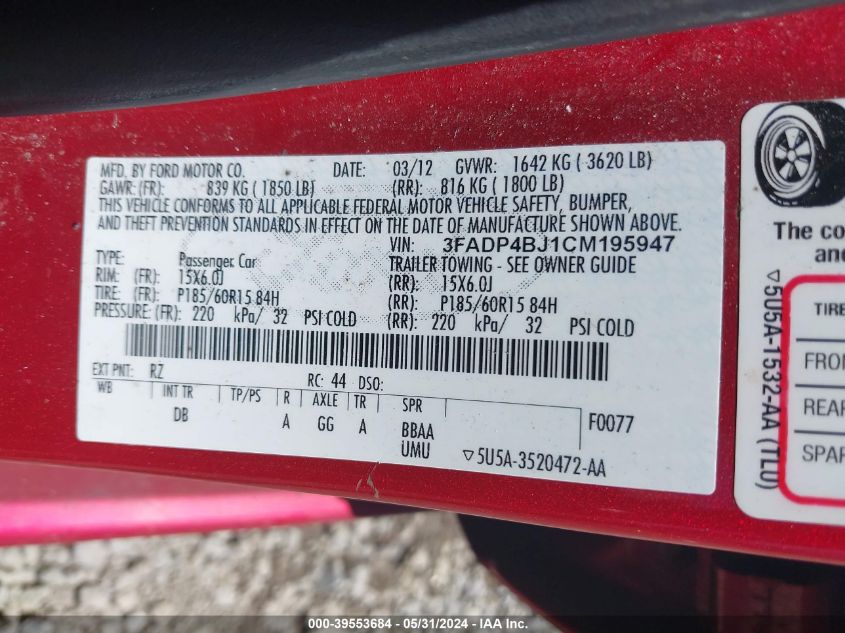 MFD. BY FORD MOTOR CO. DATE: 03/12 GVWR: 1642 KG ( 3620 LB)
GAWR: (FR): 839 KG ( 1850 LB) (RR): 816 KG ( 1800 LB)
THIS VEHICLE CONFORMS TO ALL APPLICABLE FEDERAL MOTOR VEHICLE SAFETY, BUMPER,
AND THEFT PREVENTION STANDARDS IN EFFECT ON THE DATE OF MANUFACTURE SHOWN ABOVE.
VIN: 3FADP4BJ1CM195947
TYPE: Passenger Car TRAILER TOWING - SEE OWNER GUIDE
RIM: (FR): 15X6.0J (RR): 15X6.0J
TIRE: (FR): P185/60R15 84H (RR): P185/60R15 84H
PRESSURE: (FR): 220 kPa/ 32 PSI COLD (RR): 220 kPa/ 32 PSI COLD
EXT PNT: RZ RC: 44 DSO:
WB INT TR TP/PS R AXLE TR SPR
DB A GG A BBAA F0077
UMU ▽5U5A-3520472-AA
The co
an
▽5U5A-1532-AA (TLU)
TIRE
FRON
REAR
SPAR
000-39553684 - 05/31/2024 - IAA Inc.